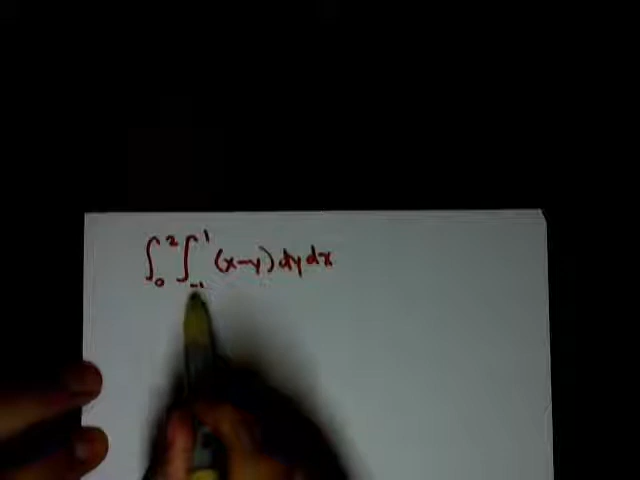 ∫₀² ∫₋₁¹ (x-y) dy dx